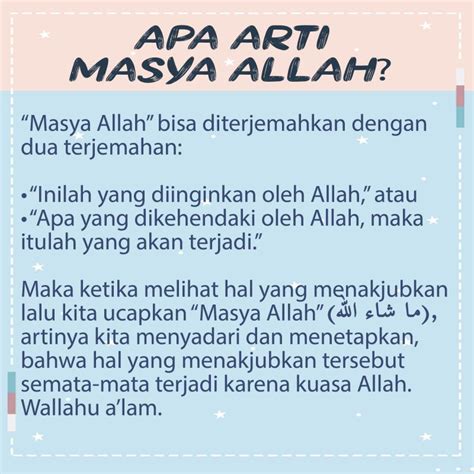 APA ARTI
MASYA ALLAH?
“Masya Allah” bisa diterjemahkan dengan
dua terjemahan:
•“Inilah yang diinginkan oleh Allah,” atau
•“Apa yang dikehendaki oleh Allah, maka
itulah yang akan terjadi.”
Maka ketika melihat hal yang menakjubkan
lalu kita ucapkan “Masya Allah” (ما شاء الله),
artinya kita menyadari dan menetapkan,
bahwa hal yang menakjubkan tersebut
semata-mata terjadi karena kuasa Allah.
Wallahu a’lam.